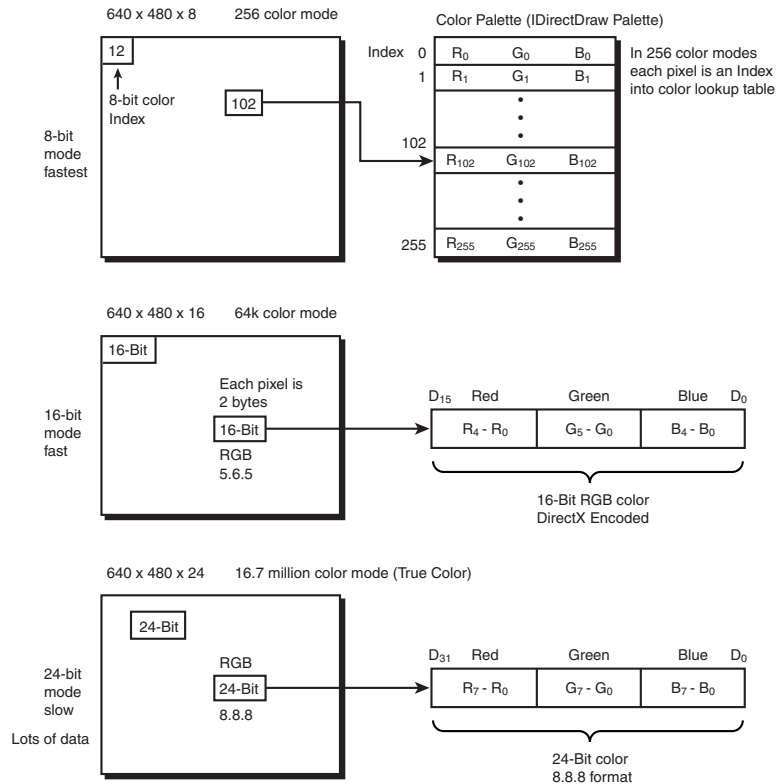 640 x 480 x 8 256 color mode
Color Palette (IDirectDraw Palette)
12
8-bit color
Index
102
8-bit
mode
fastest
Index 0 R0 G0 B0
1 R1 G1 B1
102
R102 G102 B102
255 R255 G255 B255
In 256 color modes
each pixel is an Index
into color lookup table
640 x 480 x 16 64k color mode
16-Bit
Each pixel is
2 bytes
16-Bit
RGB
5.6.5
16-bit
mode
fast
D15 Red Green Blue D0
R4 - R0 G5 - G0 B4 - B0
16-Bit RGB color
DirectX Encoded
640 x 480 x 24 16.7 million color mode (True Color)
24-Bit
RGB
24-Bit
8.8.8
24-bit
mode
slow
Lots of data
D31 Red Green Blue D0
R7 - R0 G7 - G0 B7 - B0
24-Bit color
8.8.8 format